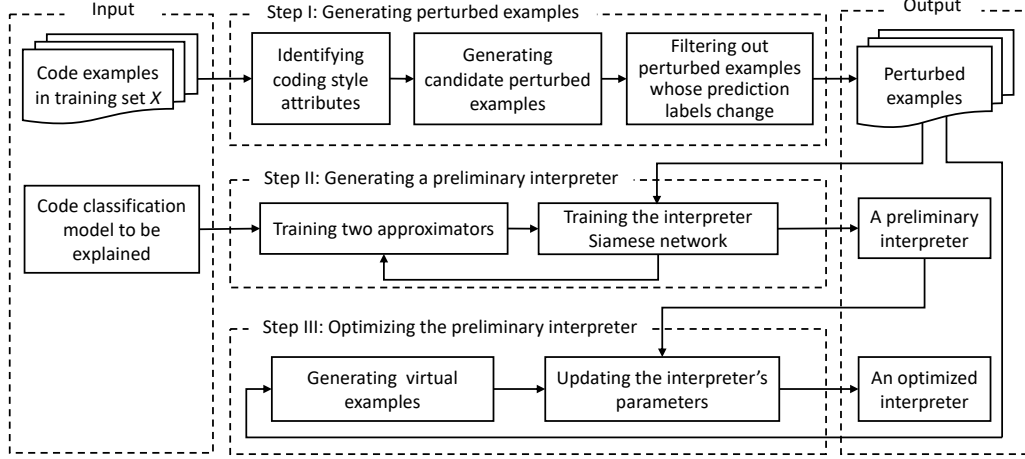 Input
Step I: Generating perturbed examples
Output
Code examples
in training set X
Identifying
coding style
attributes
Generating
candidate perturbed
examples
Filtering out
perturbed examples
whose prediction
labels change
Perturbed
examples
Step II: Generating a preliminary interpreter
Code classification
model to be
explained
Training two approximators
Training the interpreter
Siamese network
A preliminary
interpreter
Step III: Optimizing the preliminary interpreter
Generating virtual
examples
Updating the interpreter's
parameters
An optimized
interpreter